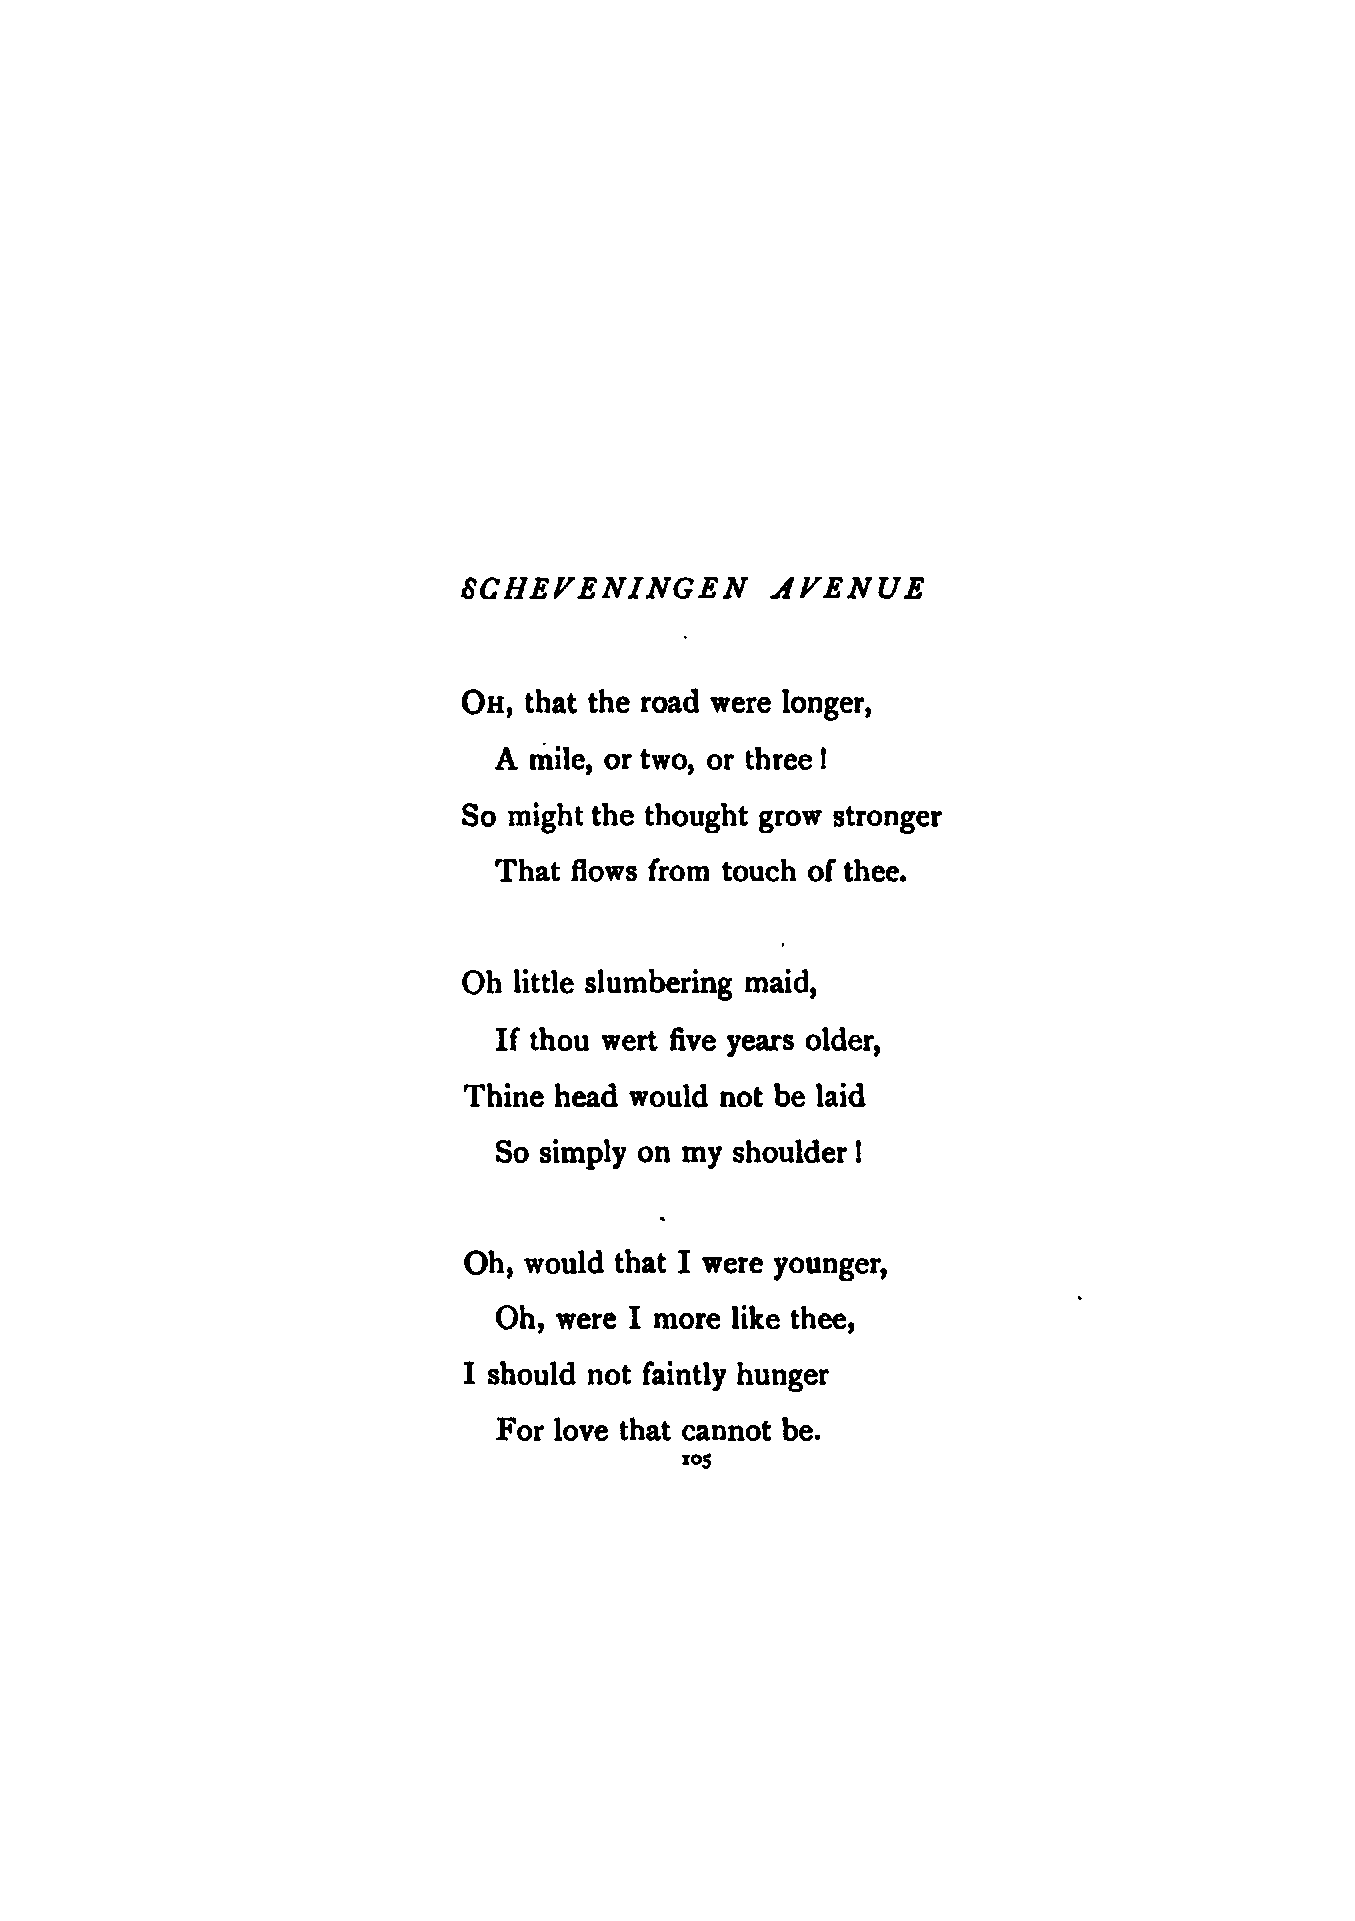 SCHEVENINGEN AVENUE
OH, that the road were longer,
A mile, or two, or three!
So might the thought grow stronger
That flows from touch of thee.
Oh little slumbering maid,
If thou wert five years older,
Thine head would not be laid
So simply on my shoulder!
Oh, would that I were younger,
Oh, were I more like thee,
I should not faintly hunger
For love that cannot be.
105